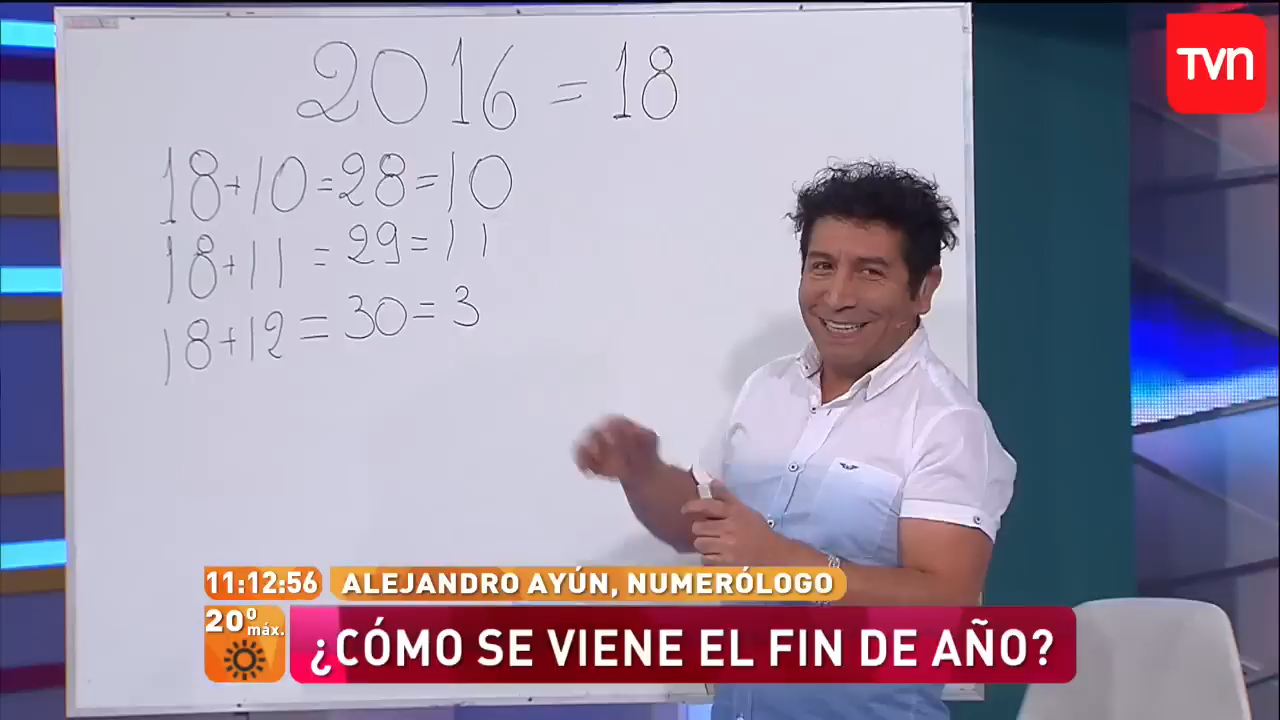 2016 = 18
18+10=28=10
18+11=29=11
18+12=30=3
TVN
11:12:56
ALEJANDRO AYÚN, NUMERÓLOGO
20º
máx.
¿CÓMO SE VIENE EL FIN DE AÑO?